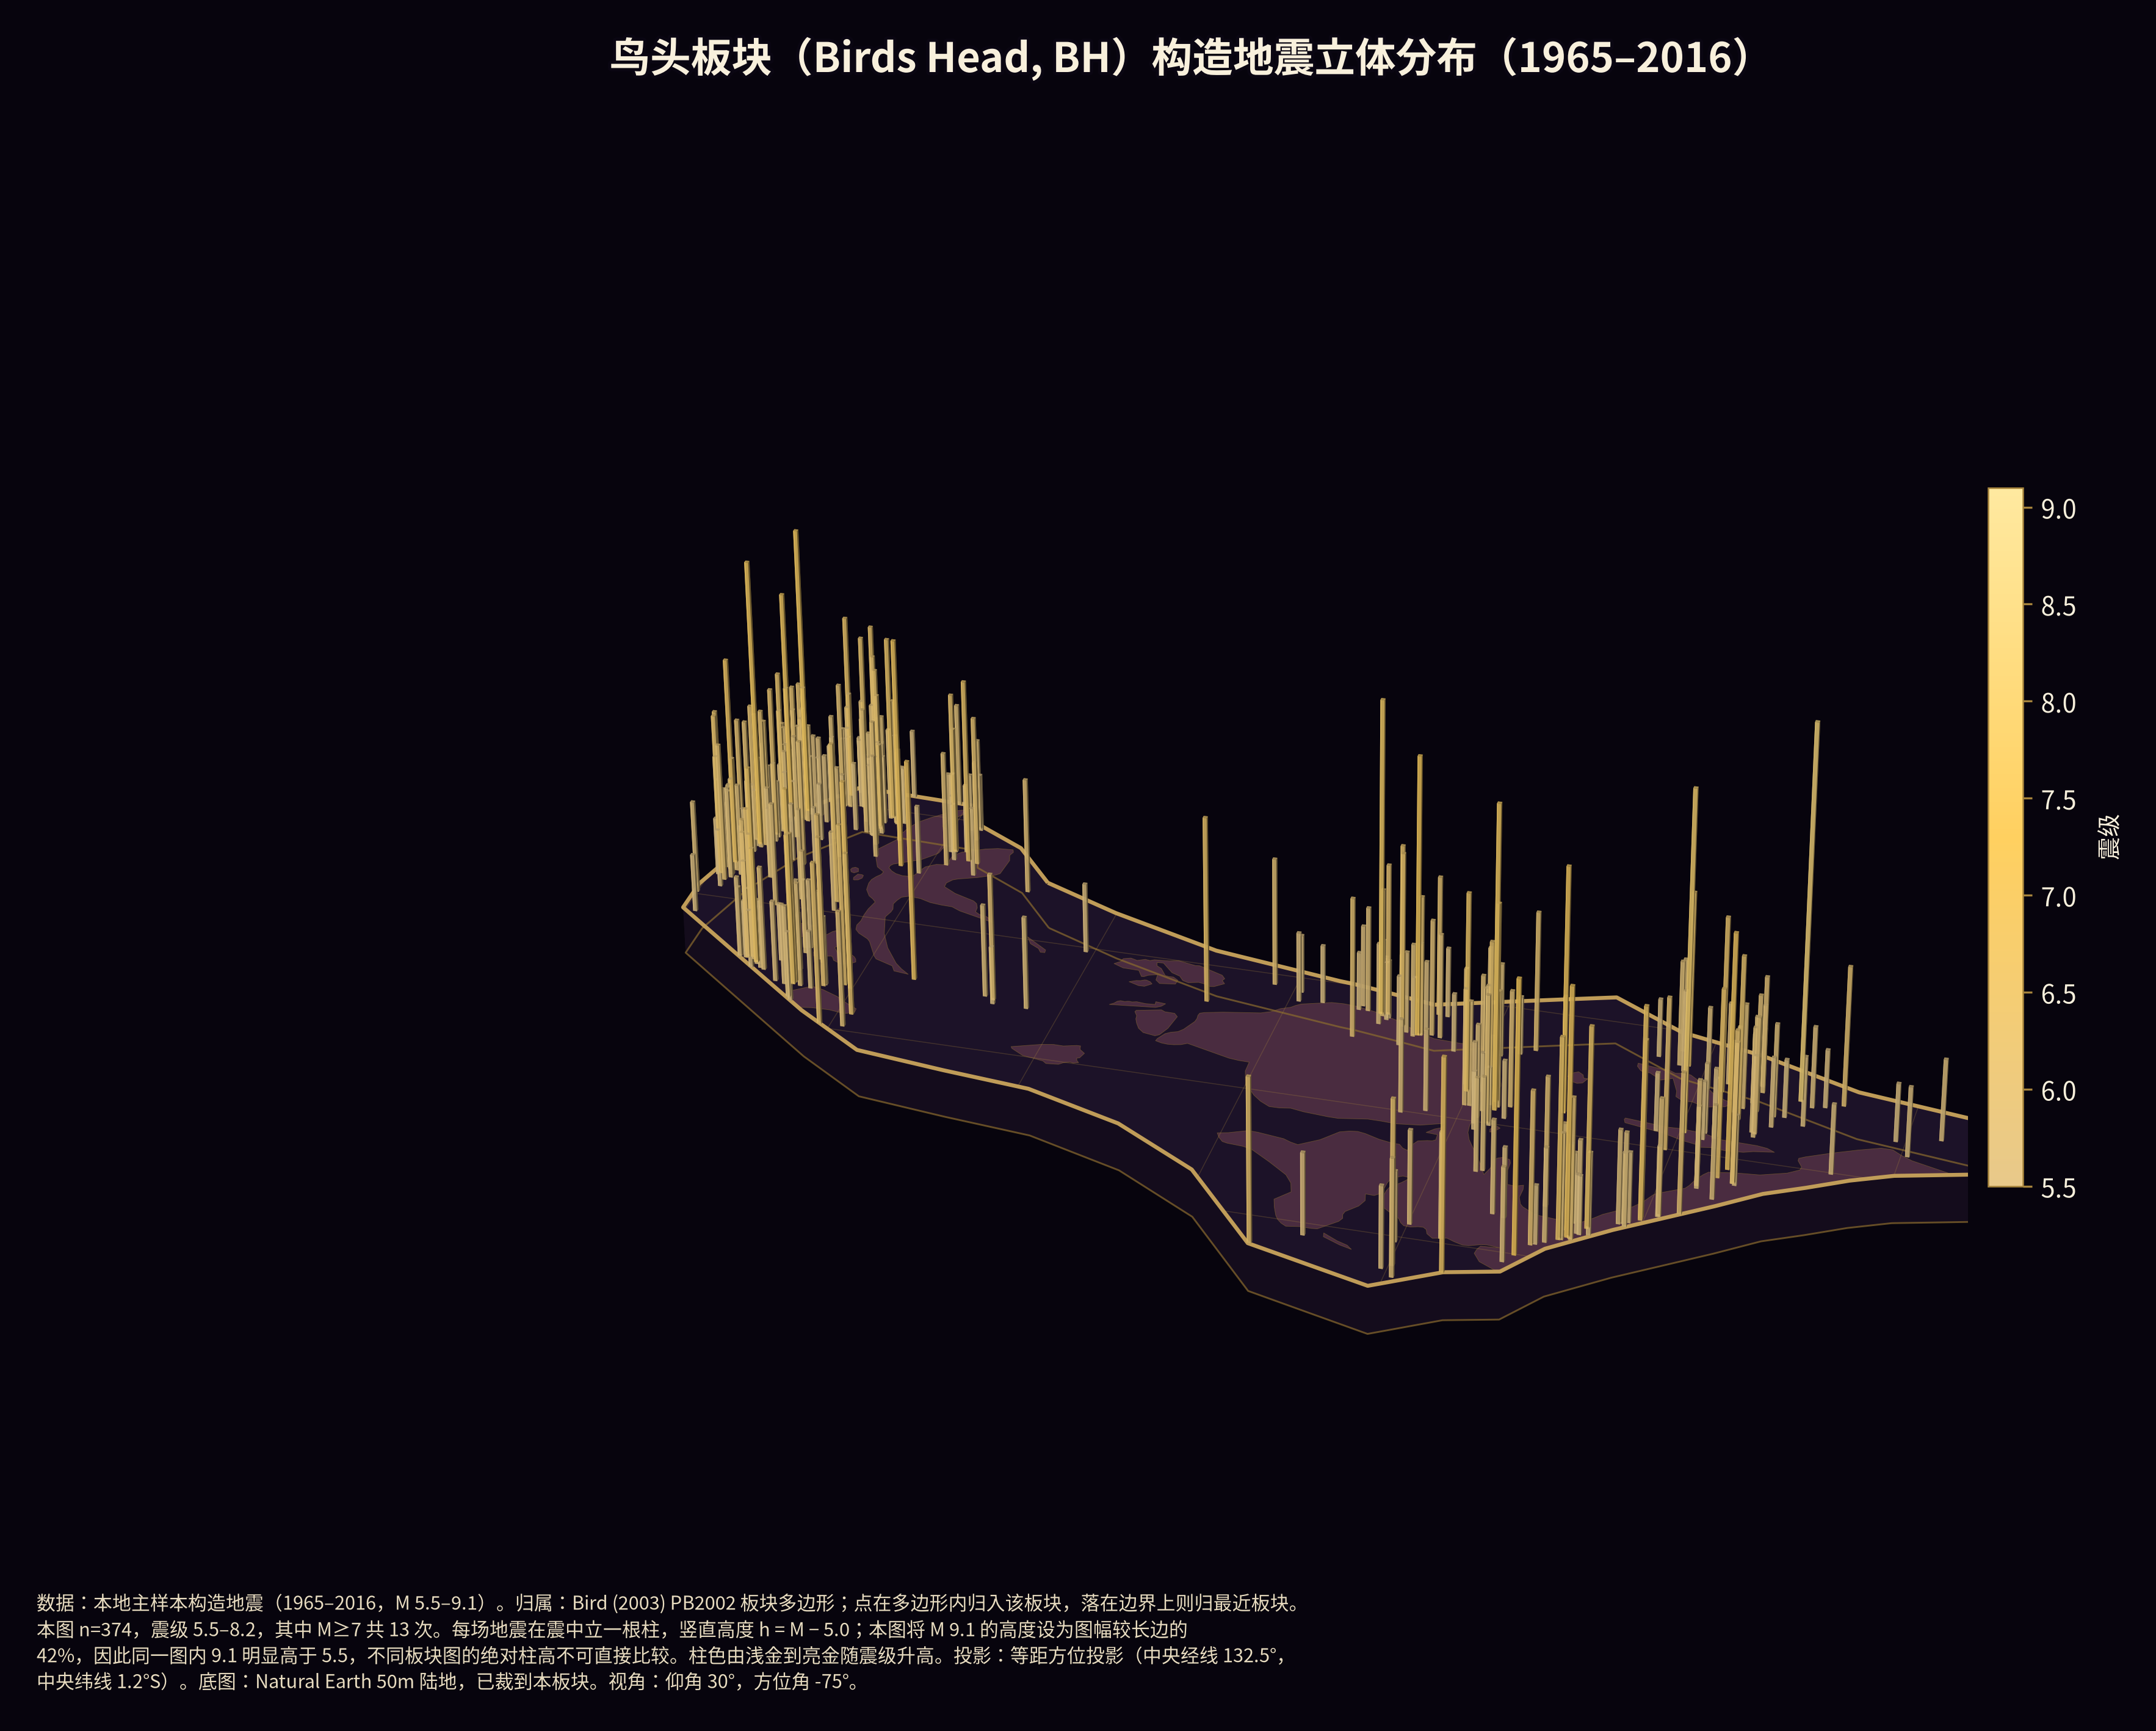 鸟头板块（Birds Head, BH）构造地震立体分布（1965–2016）
9.0
8.5
8.0
7.5
7.0
6.5
6.0
5.5
震级
数据：本地主样本构造地震（1965–2016，M 5.5–9.1）。归属：Bird (2003) PB2002 板块多边形；点在多边形内归入该板块，落在边界上则归最近板块。
本图 n=374，震级 5.5–8.2，其中 M≥7 共 13 次。每场地震在震中立一根柱，竖直高度 h = M − 5.0；本图将 M 9.1 的高度设为图幅较长边的
42%，因此同一图内 9.1 明显高于 5.5，不同板块图的绝对柱高不可直接比较。柱色由浅金到亮金随震级升高。投影：等距方位投影（中央经线 132.5°，
中央纬线 1.2°S）。底图：Natural Earth 50m 陆地，已裁到本板块。视角：仰角 30°，方位角 -75°。